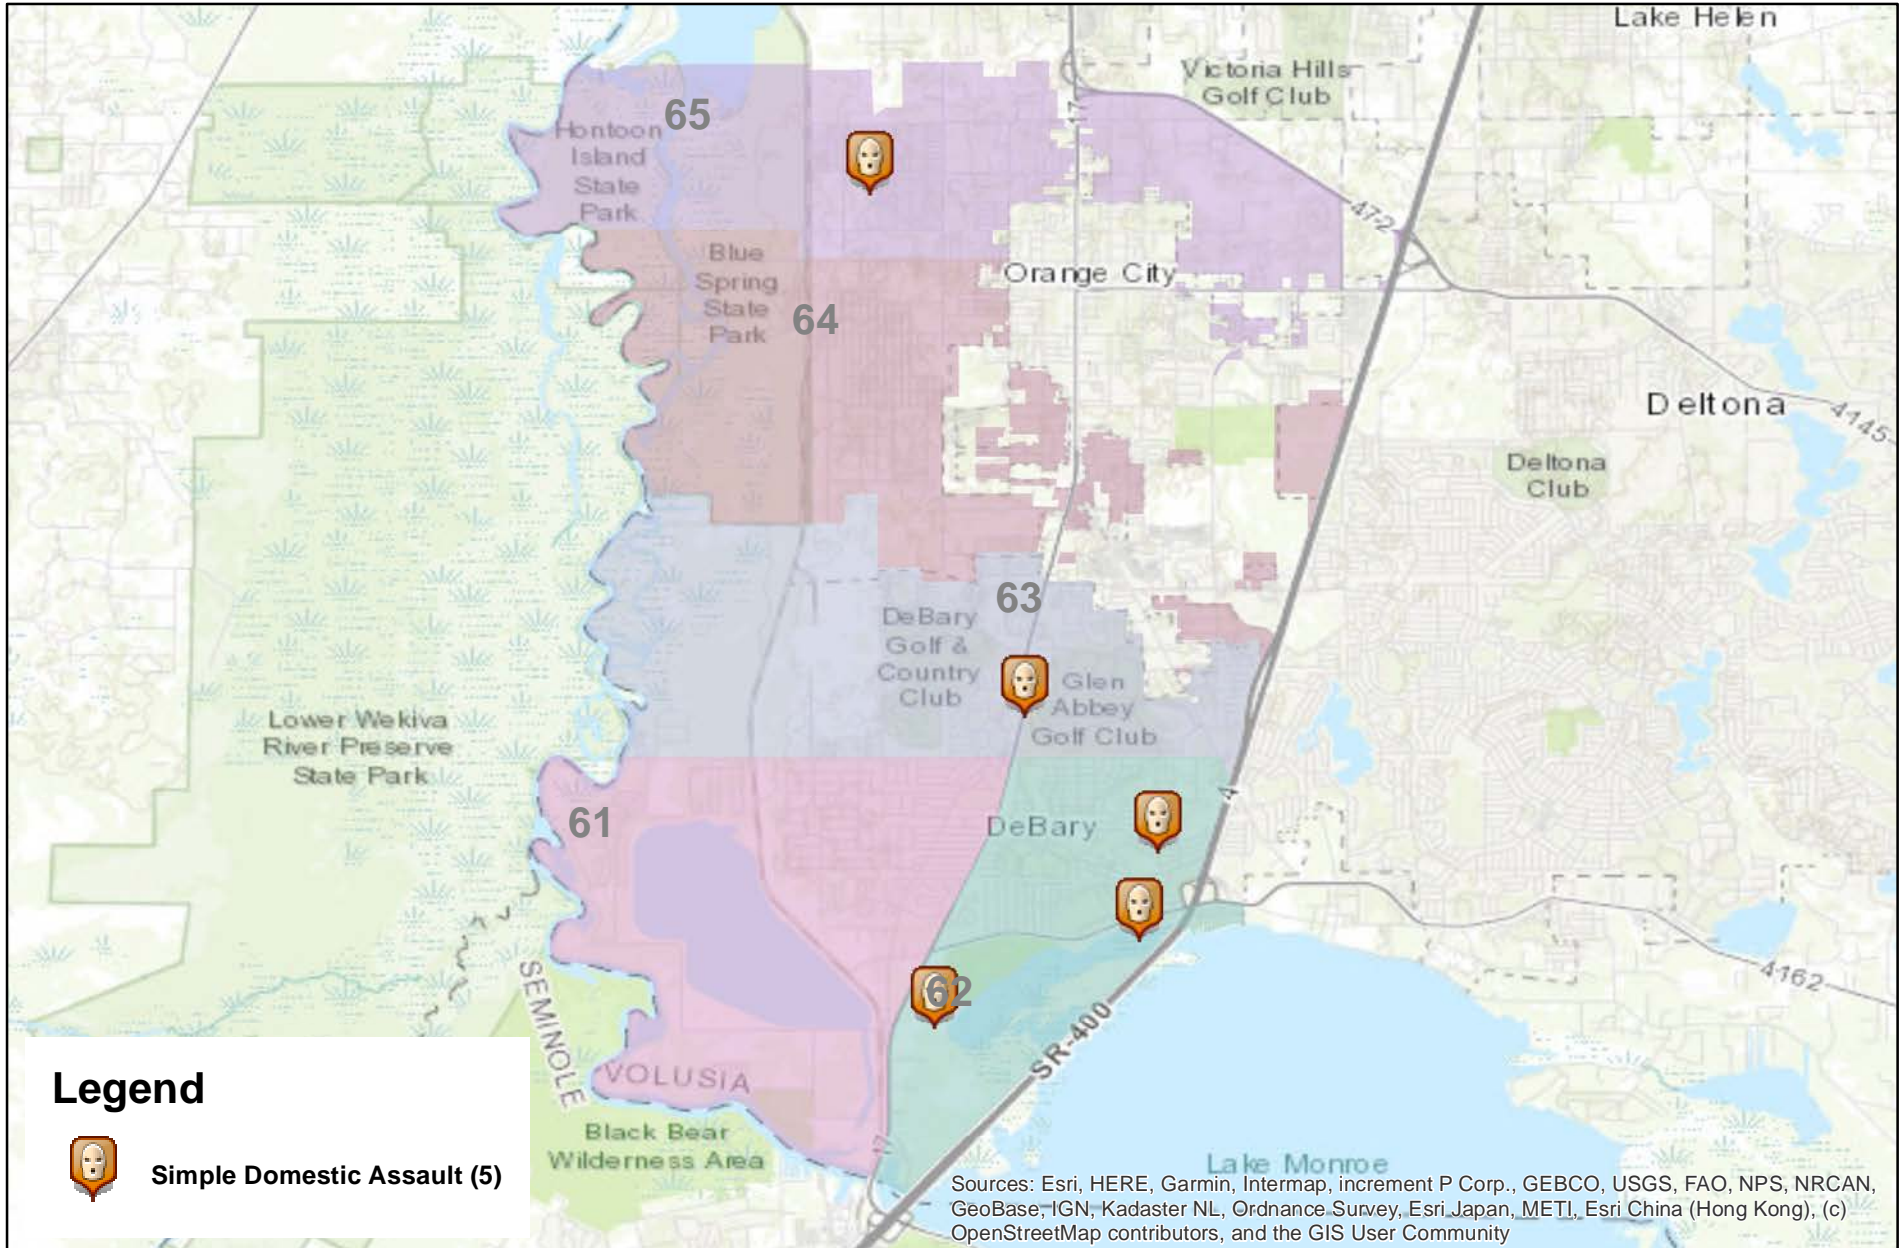 Lake Helen
Victoria Hills
Golf Club
17
65
Hontoon
Island
State
Park
472
Blue
Spring
State
Park
Orange City
64
Deltona
4145
Deltona
Club
63
DeBary
Golf &
Country
Club
Glen
Abbey
Golf Club
Lower Wekiva
River Preserve
State Park
4
61
DeBary
62
4162
SR-400
SEMINOLE
VOLUSIA
17
Black Bear
Wilderness Area
Lake Monroe
Legend
Simple Domestic Assault (5)
Sources: Esri, HERE, Garmin, Intermap, increment P Corp., GEBCO, USGS, FAO, NPS, NRCAN,
GeoBase, IGN, Kadaster NL, Ordnance Survey, Esri Japan, METI, Esri China (Hong Kong), (c)
OpenStreetMap contributors, and the GIS User Community